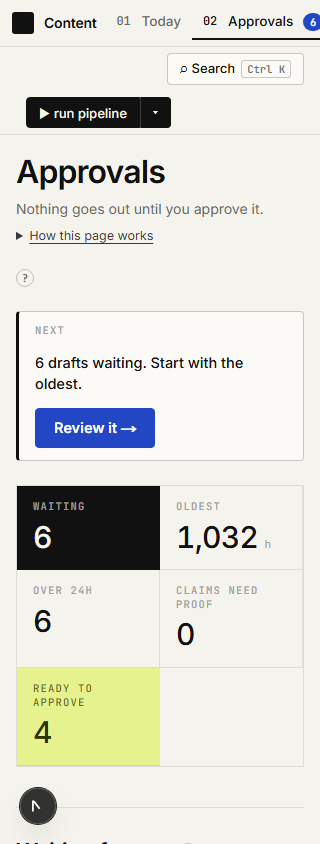 Content 01 Today 02 Approvals 6
Search Ctrl K
▶ run pipeline
Approvals
Nothing goes out until you approve it.
▶ How this page works
?
NEXT
6 drafts waiting. Start with the
oldest.
Review it →
WAITING
6
OLDEST
1,032 h
OVER 24H
6
CLAIMS NEED
PROOF
0
READY TO
APPROVE
4